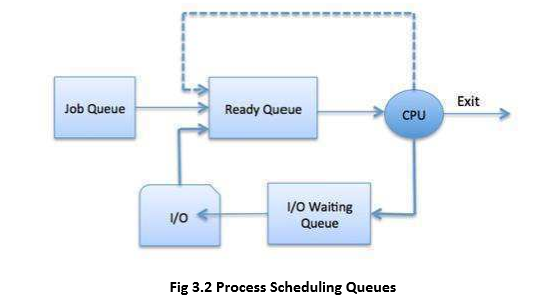 Job Queue
Ready Queue
CPU
Exit
I/O
I/O Waiting
Queue
Fig 3.2 Process Scheduling Queues